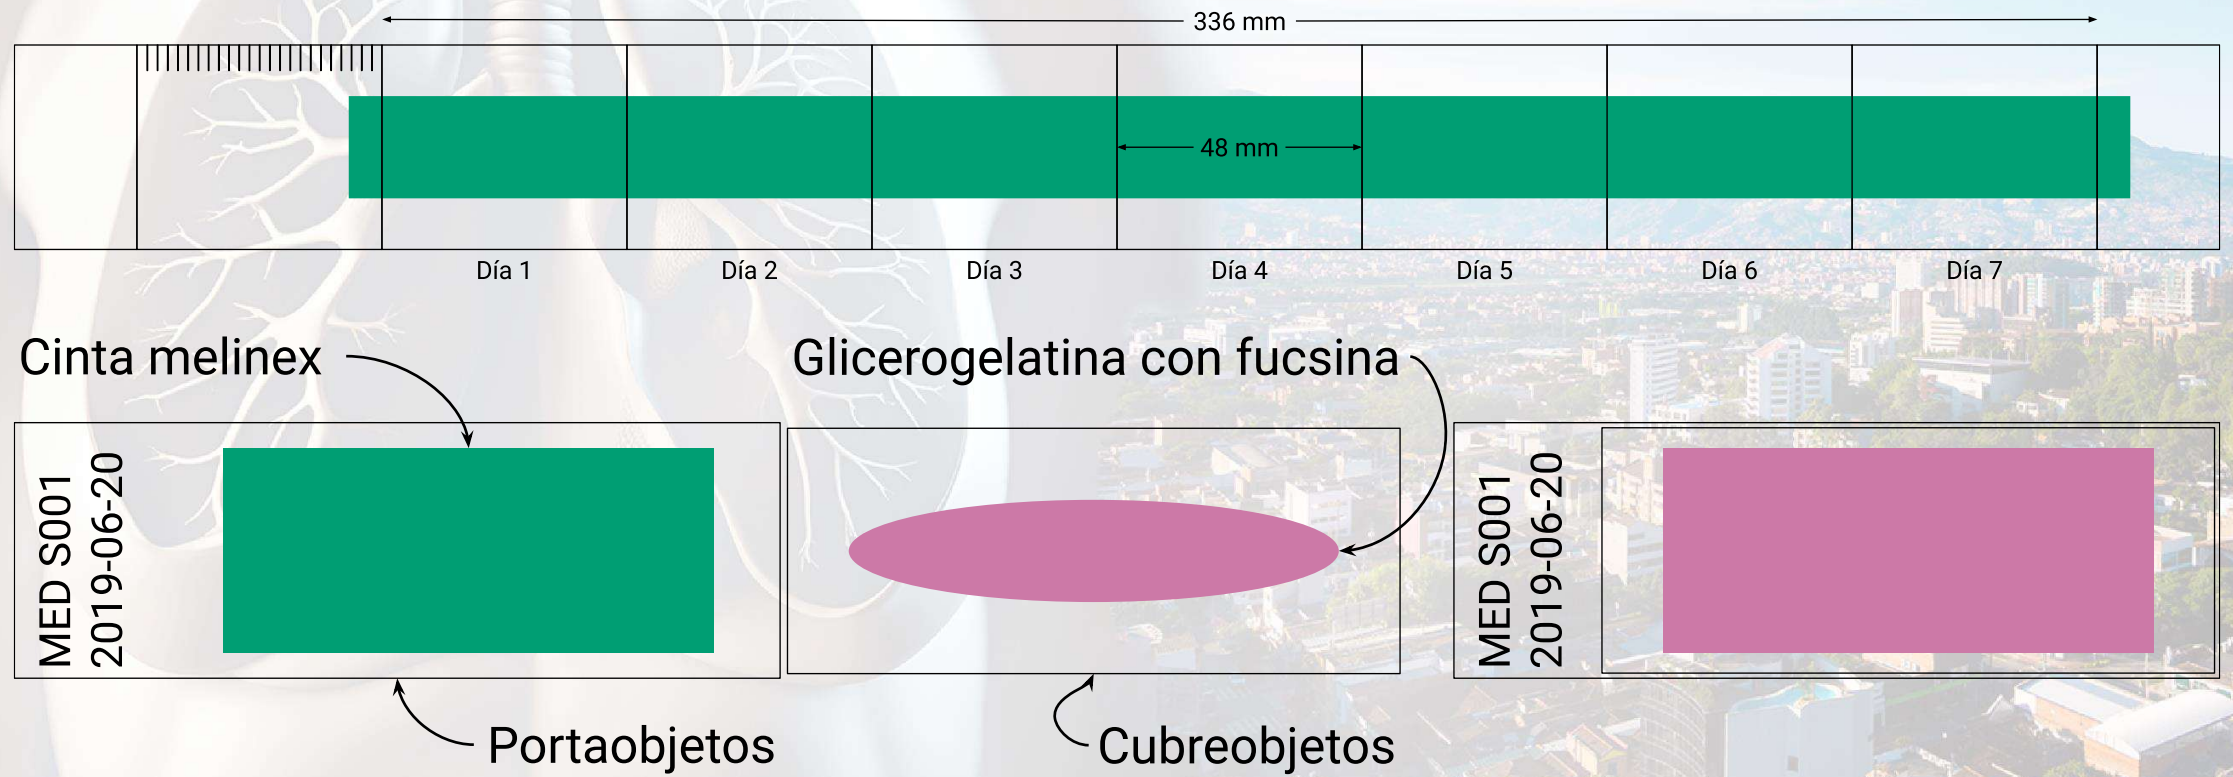 336 mm
48 mm
Día 1
Día 2
Día 3
Día 4
Día 5
Día 6
Día 7
Cinta melinex
Glicerogelatina con fucsina
MED S001
2019-06-20
MED S001
2019-06-20
Portaobjetos
Cubreobjetos